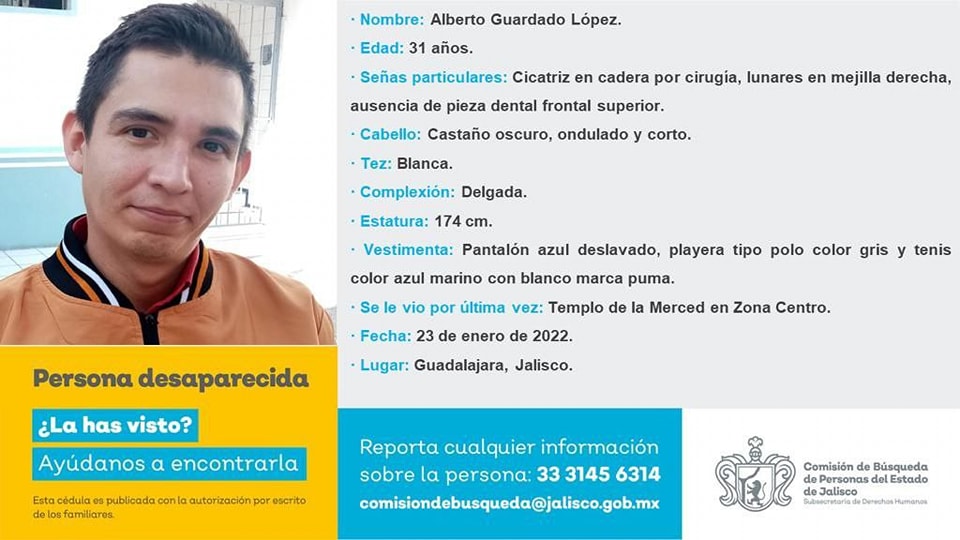 · Nombre: Alberto Guardado López.
· Edad: 31 años.
· Señas particulares: Cicatriz en cadera por cirugía, lunares en mejilla derecha,
ausencia de pieza dental frontal superior.
· Cabello: Castaño oscuro, ondulado y corto.
· Tez: Blanca.
· Complexión: Delgada.
· Estatura: 174 cm.
· Vestimenta: Pantalón azul deslavado, playera tipo polo color gris y tenis
color azul marino con blanco marca puma.
· Se le vio por última vez: Templo de la Merced en Zona Centro.
· Fecha: 23 de enero de 2022.
· Lugar: Guadalajara, Jalisco.
Persona desaparecida
¿La has visto?
Ayúdanos a encontrarla
Esta cédula es publicada con la autorización por escrito
de los familiares.
Reporta cualquier información
sobre la persona: 33 3145 6314
comisiondebusqueda@jalisco.gob.mx
Comisión de Búsqueda
de Personas del Estado
de Jalisco
Subsecretaría de Derechos Humanos